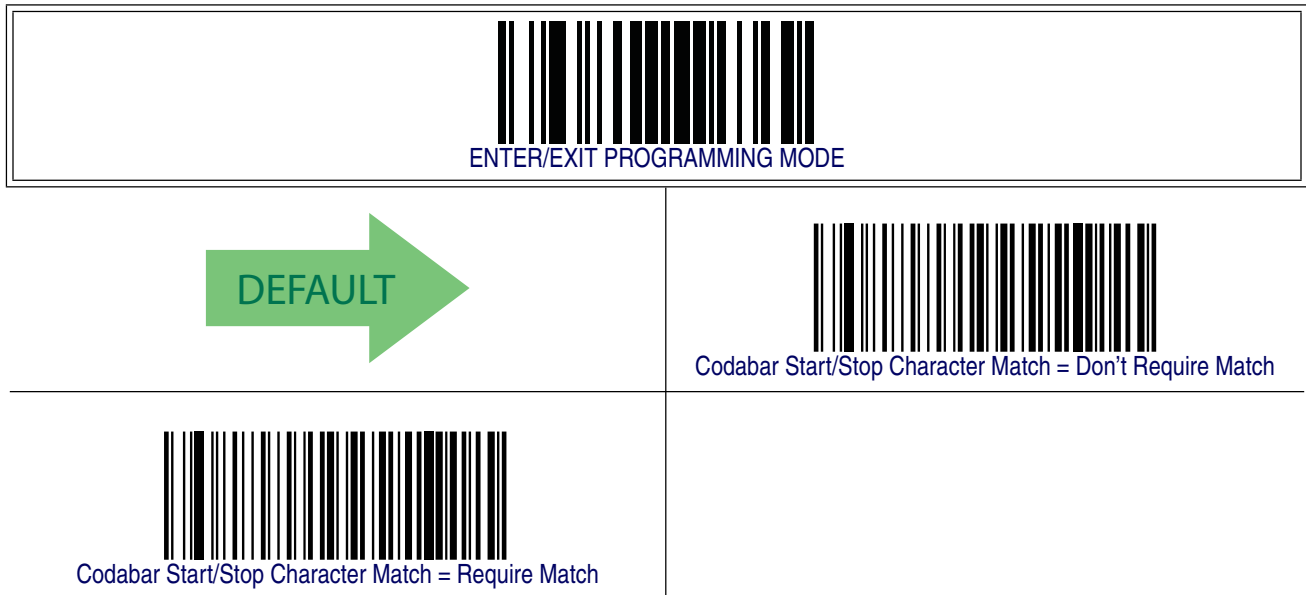 ENTER/EXIT PROGRAMMING MODE
DEFAULT
Codabar Start/Stop Character Match = Don’t Require Match
Codabar Start/Stop Character Match = Require Match